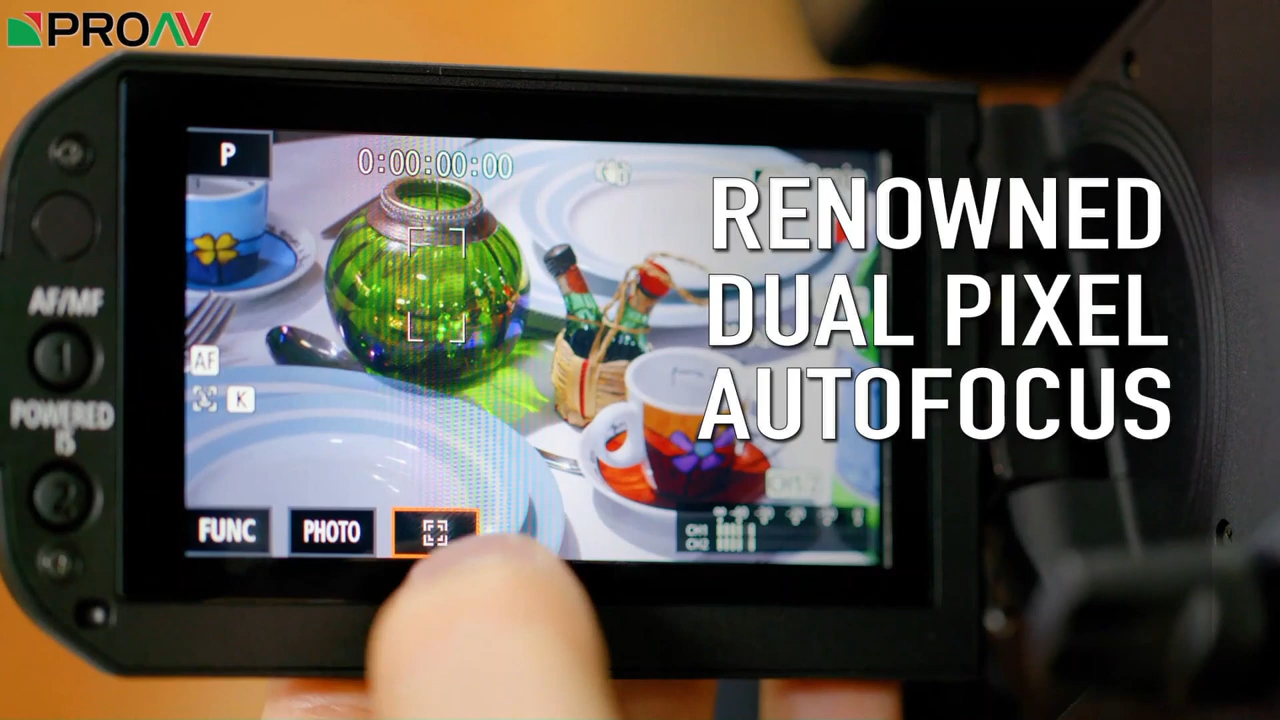 PROAV
P
0:00:00:00
RENOWNED
DUAL PIXEL
AUTOFOCUS
AF/MF
1
AF
K
POWERED
IS
2
FUNC
PHOTO
CH1
CH2